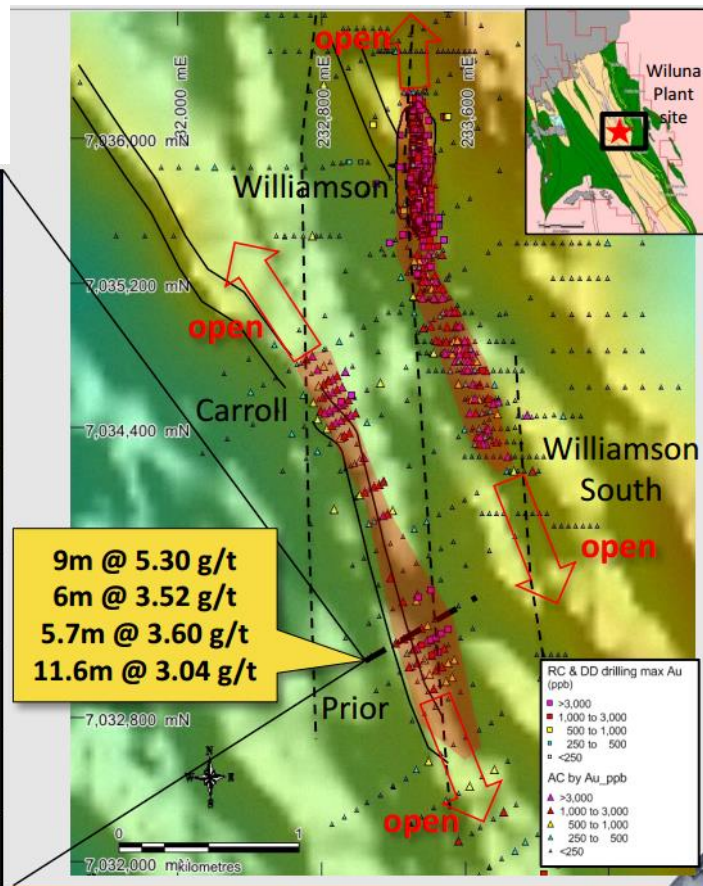 open
232,000 mE
232,800 mE
233,600 mE
Wiluna
Plant
site
7,036,000 mN
Williamson
7,035,200 mN
open
Carroll
7,034,400 mN
Williamson
South
open
9m @ 5.30 g/t
6m @ 3.52 g/t
5.7m @ 3.60 g/t
11.6m @ 3.04 g/t
Prior
7,032,800 mN
open
N
W
E
S
0
1
kilometres
7,032,000 mN
RC & DD drilling max Au
(ppb)
>3,000
1,000 to 3,000
500 to 1,000
250 to 500
<250
AC by Au_ppb
>3,000
1,000 to 3,000
500 to 1,000
250 to 500
<250